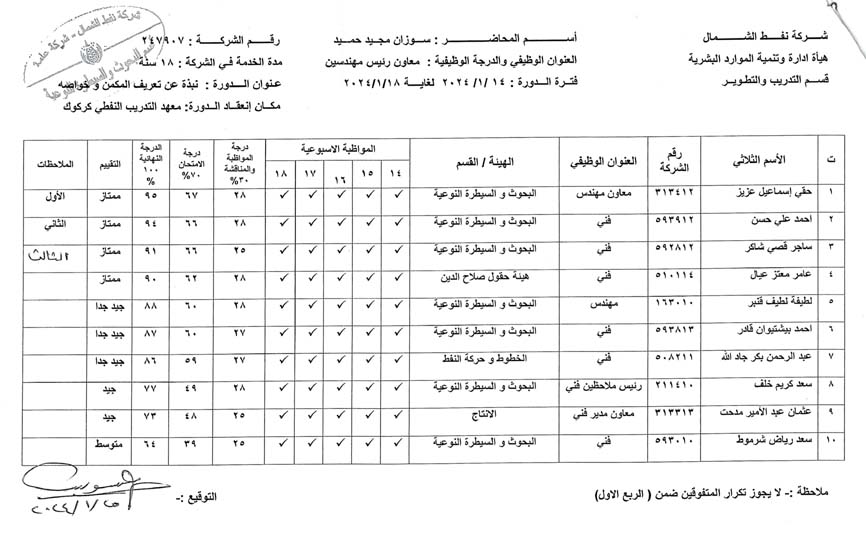 شركة نفط الشمال
هيأة ادارة وتنمية الموارد البشرية
قسم التدريب والتطوير
أسم المحاضر : سوزان مجيد حميد
العنوان الوظيفي والدرجة الوظيفية : معاون رئيس مهندسين
فترة الدورة : ١٤ /١/ ٢٠٢٤ لغاية ٢٠٢٤/١/١٨
رقم الشركة : ٢٤٧٩٠٧
مدة الخدمة في الشركة : ١٨ سنة
عنوان الدورة : نبذة عن تعريف المكمن و خواصه
مكان إنعقاد الدورة: معهد التدريب النفطي كركوك
شركة نفط الشمال - شركة عامة
ت الأسم الثلاثي رقم الشركة العنوان الوظيفي الهيئة / القسم المواظبة الاسبوعية ١٤ ١٥ ١٦ ١٧ ١٨ درجة المواظبة والمناقشة ٣٠% درجة الامتحان ٧٠% الدرجة النهائية ١٠٠ % التقييم الملاحظات
١ حقي إسماعيل عزيز ٣١٣٤١٢ معاون مهندس البحوث و السيطرة النوعية ✓ ✓ ✓ ✓ ✓ ٢٨ ٦٧ ٩٥ ممتاز الأول
٢ احمد علي حسن ٥٩٣٩١٢ فني البحوث و السيطرة النوعية ✓ ✓ ✓ ✓ ✓ ٢٨ ٦٦ ٩٤ ممتاز الثاني
٣ ساجر قصي شاكر ٥٩٢٨١٢ فني البحوث و السيطرة النوعية ✓ ✓ ✓ ✓ ✓ ٢٥ ٦٦ ٩١ ممتاز الثالث
٤ عامر معتز عيال ٥١٠١١٤ فني هيئة حقول صلاح الدين ✓ ✓ ✓ ✓ ✓ ٢٨ ٦٢ ٩٠ ممتاز
٥ لطيفة لطيف قنبر ١٦٣٠١٠ مهندس البحوث و السيطرة النوعية ✓ ✓ ✓ ✓ ✓ ٢٨ ٦٠ ٨٨ جيد جدا
٦ احمد بيشتيوان قادر ٥٩٣٨١٣ فني البحوث و السيطرة النوعية ✓ ✓ ✓ ✓ ✓ ٢٧ ٦٠ ٨٧ جيد جدا
٧ عبد الرحمن بكر جاد الله ٥٠٨٢١١ فني الخطوط و حركة النفط ✓ ✓ ✓ ✓ ✓ ٢٧ ٥٩ ٨٦ جيد جدا
٨ سعد كريم خلف ٢١١٤١٠ رئيس ملاحظين فني البحوث و السيطرة النوعية ✓ ✓ ✓ ✓ ✓ ٢٨ ٤٩ ٧٧ جيد
٩ عثمان عبد الأمير مدحت ٣١٣٣١٣ معاون مدير فني الانتاج ✓ ✓ ✓ ✓ ✓ ٢٥ ٤٨ ٧٣ جيد
١٠ سعد رياض شرموط ٥٩٣٠١٠ فني البحوث و السيطرة النوعية ✓ ✓ ✓ ✓ ✓ ٢٥ ٣٩ ٦٤ متوسط
ملاحظة :- لا يجوز تكرار المتفوقين ضمن ( الربع الاول)
التوقيع :-
٢٠٢٤/١/٢٥